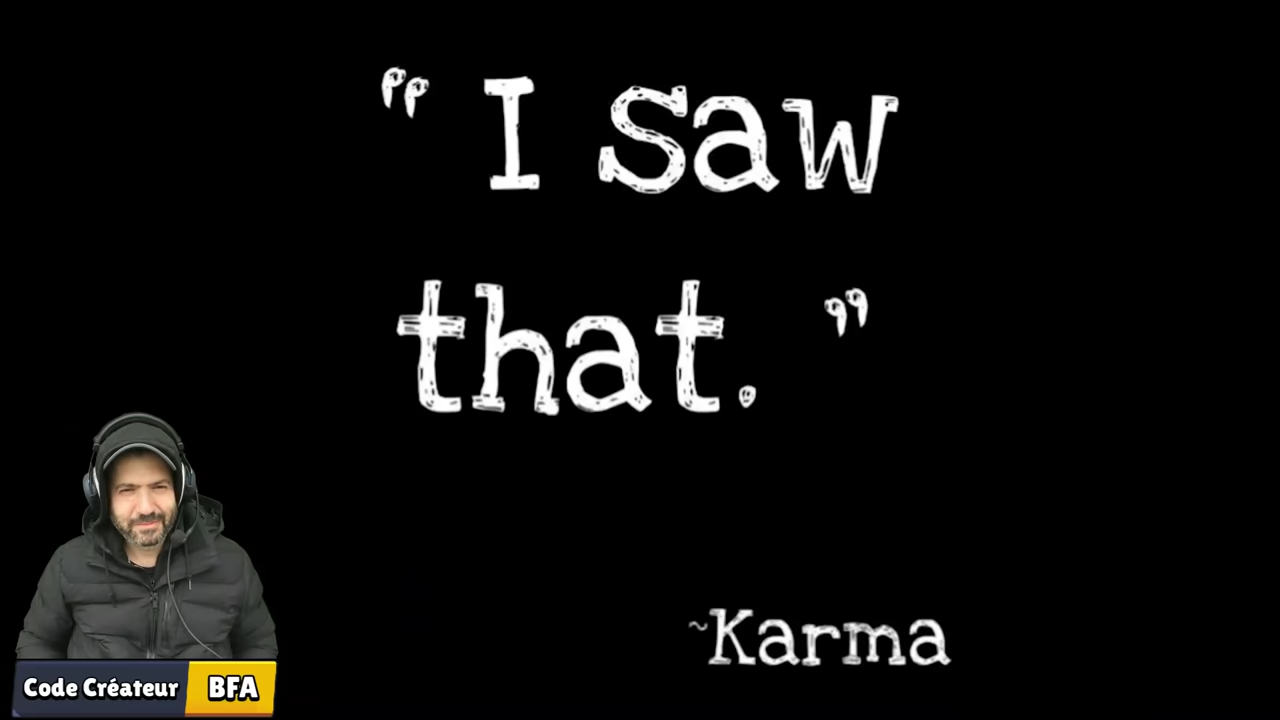 " I saw
that. "
~Karma
Code Créateur BFA